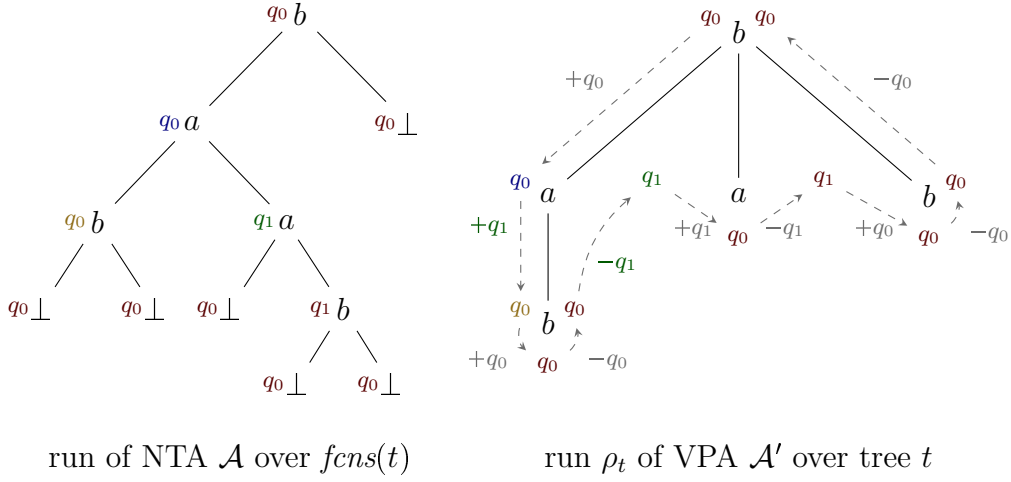 q₀ b
q₀ a
q₀ ⊥
q₀ b
q₁ a
q₀ ⊥
q₀ ⊥
q₀ ⊥
q₁ b
q₀ ⊥
q₀ ⊥
run of NTA 𝒜 over fcns(t)
q₀ b q₀
+q₀
−q₀
q₀ a
q₁
a
q₁
b q₀
+q₁
+q₁
q₀
−q₁
+q₀
q₀
−q₀
−q₁
q₀ b q₀
+q₀
q₀
−q₀
run ρₜ of VPA 𝒜′ over tree t